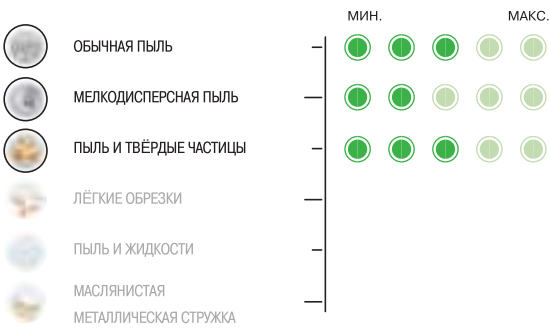 МИН. МАКС.
ОБЫЧНАЯ ПЫЛЬ
МЕЛКОДИСПЕРСНАЯ ПЫЛЬ
ПЫЛЬ И ТВЁРДЫЕ ЧАСТИЦЫ
ЛЁГКИЕ ОБРЕЗКИ
ПЫЛЬ И ЖИДКОСТИ
МАСЛЯНИСТАЯ
МЕТАЛЛИЧЕСКАЯ СТРУЖКА